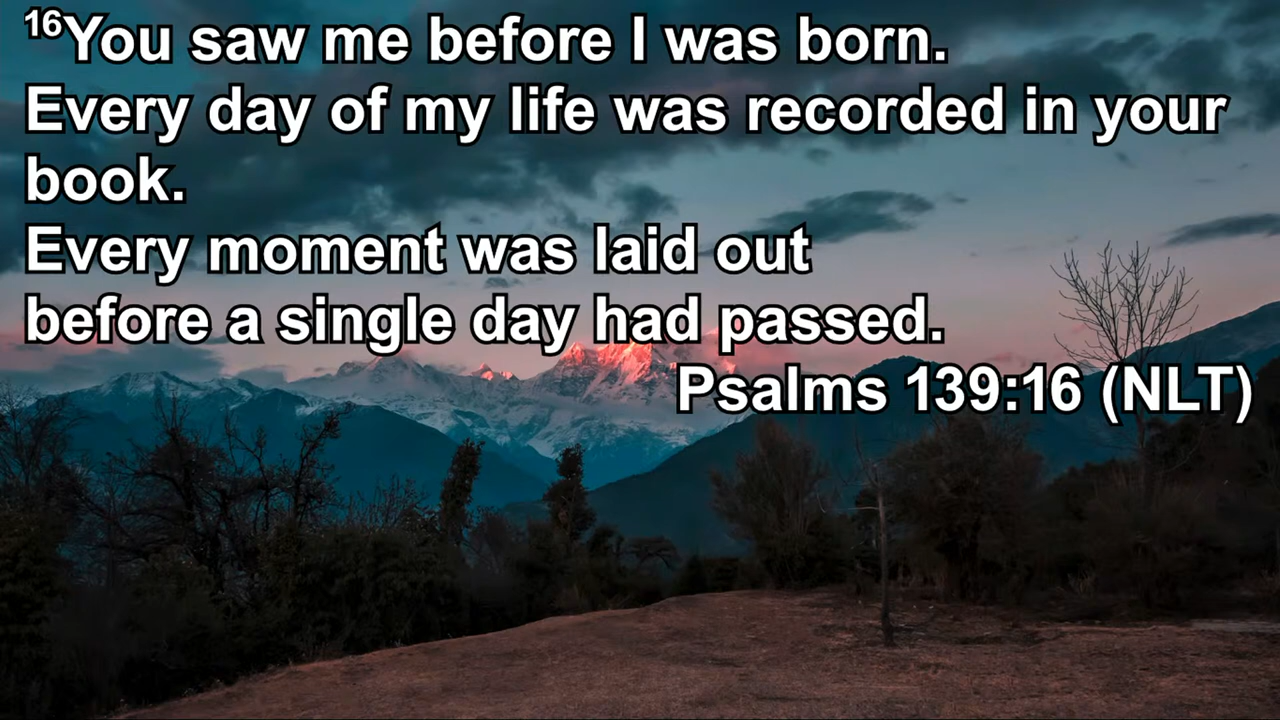 16You saw me before I was born.
Every day of my life was recorded in your
book.
Every moment was laid out
before a single day had passed.
Psalms 139:16 (NLT)